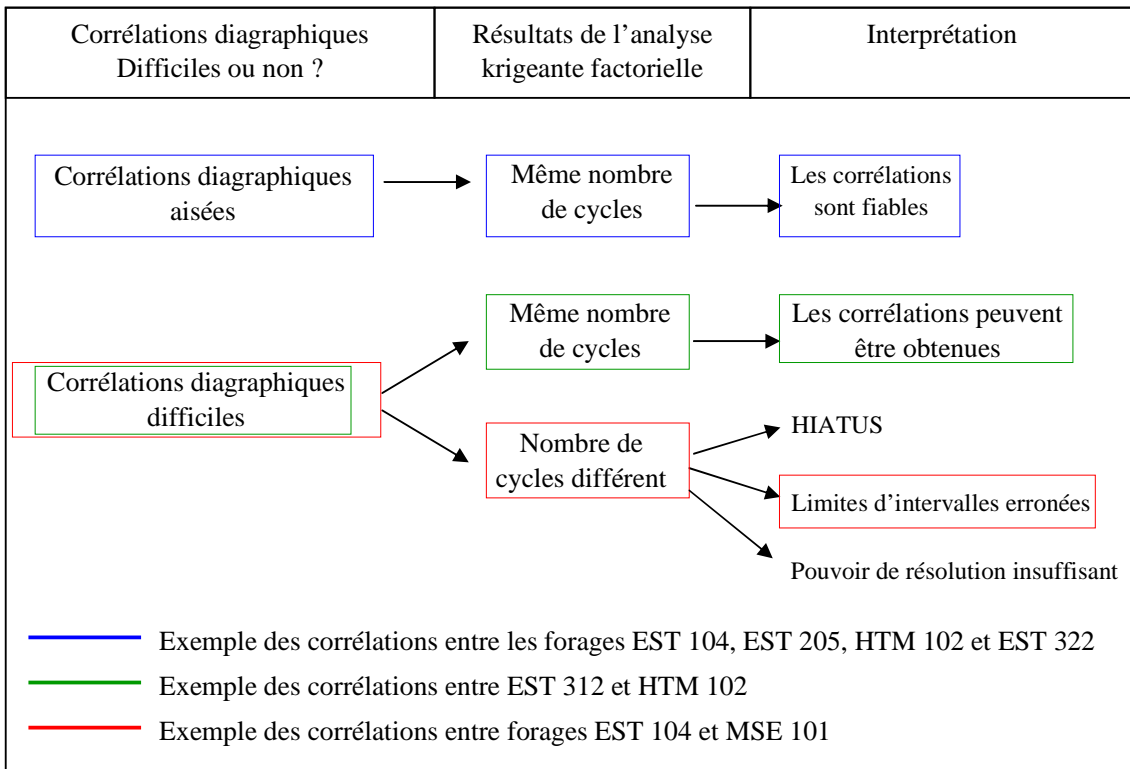 Corrélations diagraphiques
Difficiles ou non ?
Résultats de l’analyse
krigeante factorielle
Interprétation
Corrélations diagraphiques
aisées
Même nombre
de cycles
Les corrélations
sont fiables
Corrélations diagraphiques
difficiles
Même nombre
de cycles
Les corrélations peuvent
être obtenues
Nombre de
cycles différent
HIATUS
Limites d’intervalles erronées
Pouvoir de résolution insuffisant
Exemple des corrélations entre les forages EST 104, EST 205, HTM 102 et EST 322
Exemple des corrélations entre EST 312 et HTM 102
Exemple des corrélations entre forages EST 104 et MSE 101